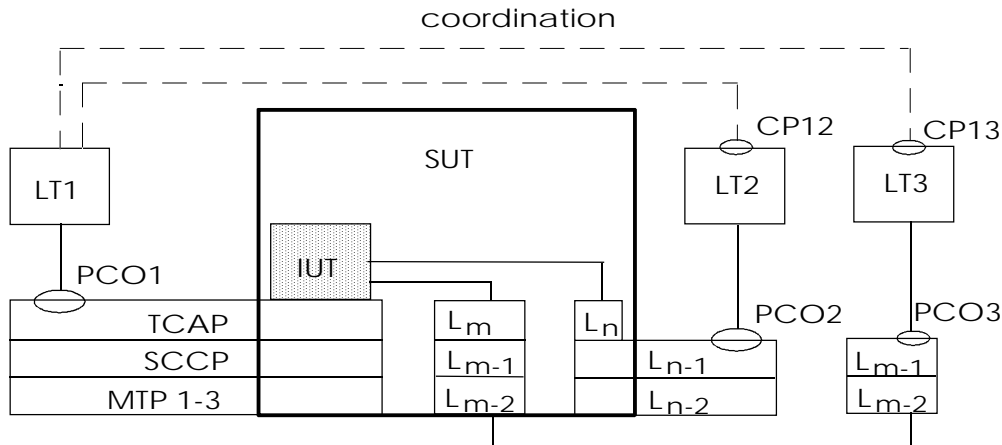 coordination
CP12
CP13
SUT
LT1
LT2
LT3
IUT
PCO1
PCO2
PCO3
TCAP
Lm
Ln
SCCP
Lm-1
Ln-1
Lm-1
MTP 1-3
Lm-2
Ln-2
Lm-2